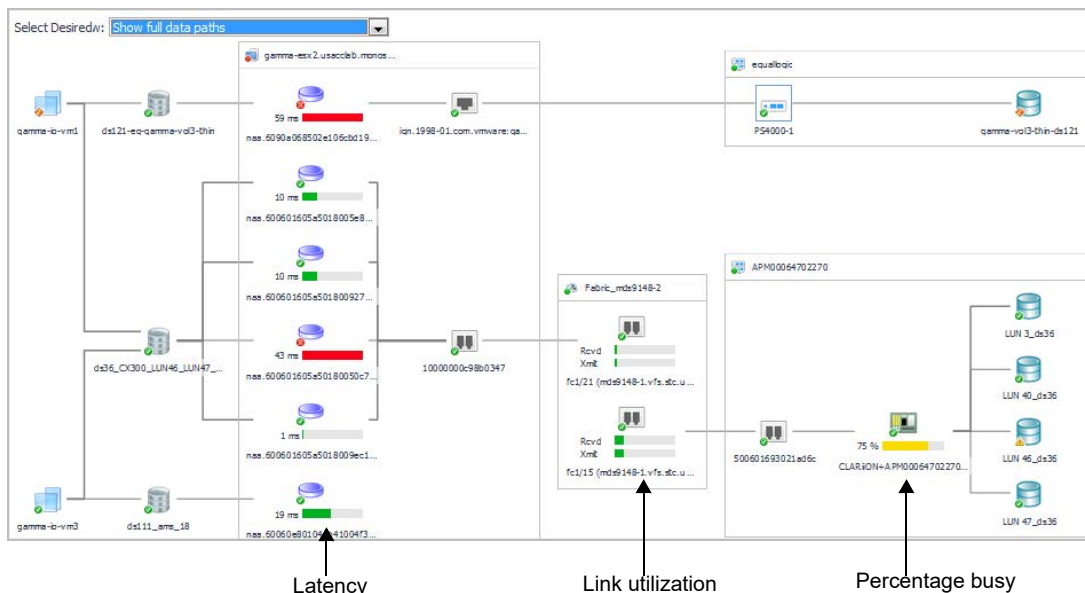 Select Desired w: Show full data paths
gamma-esx2.usacclab.monos...
equallogic
59 ms
gamma-io-vm1
ds121-eq-gamma-vol3-thin
naa.6090a068502e106cbd19...
iqn.1998-01.com.vmware:ga...
PS4000-1
gamma-vol3-thin-ds121
10 ms
naa.600601605a5018005e8...
10 ms
naa.600601605a501800927...
Fabric_mds9148-2
APM00064702270
43 ms
Rcvd
Xmit
LUN 3_ds36
ds36_CX300_LUN46_LUN47_...
naa.600601605a50180050c7...
10000000c98b0347
fc1/21 (mds9148-1.vfs.stc.u...
LUN 40_ds36
1 ms
Rcvd
Xmit
75 %
naa.600601605a5018009ec1...
500601693021ad6c
CLARiiON+APM00064702270...
LUN 46_ds36
fc1/15 (mds9148-1.vfs.stc.u...
19 ms
gamma-io-vm3
ds111_ams_18
LUN 47_ds36
Latency
Link utilization
Percentage busy